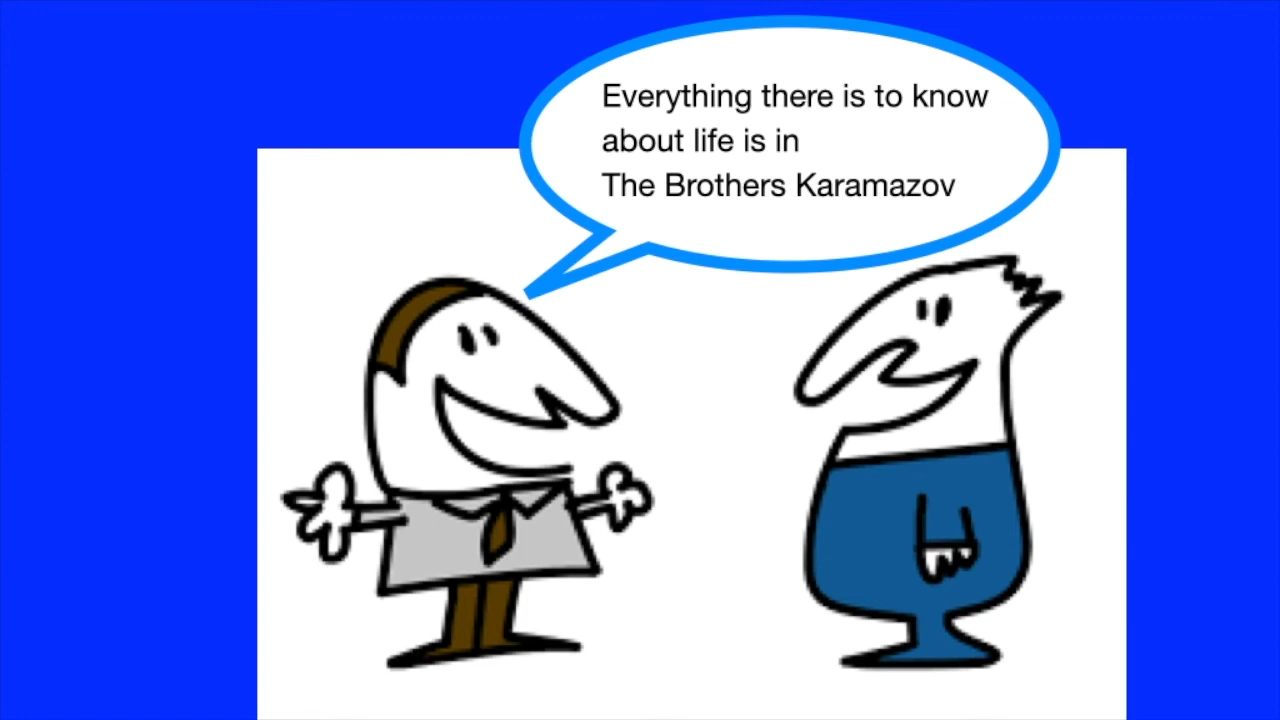 Everything there is to know
about life is in
The Brothers Karamazov